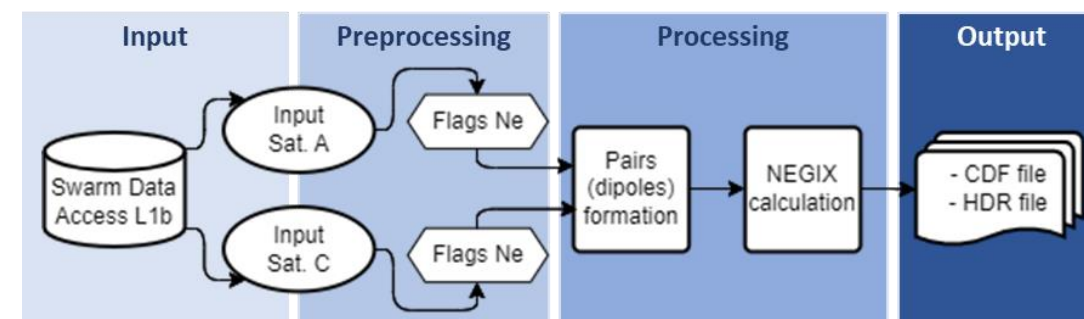 Input
Preprocessing
Processing
Output
Swarm Data
Access L1b
Input
Sat. A
Input
Sat. C
Flags Ne
Flags Ne
Pairs
(dipoles)
formation
NEGIX
calculation
- CDF file
- HDR file